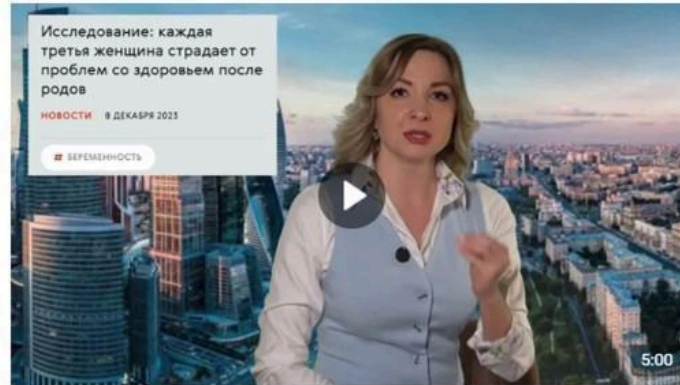 Исследование: каждая
третья женщина страдает от
проблем со здоровьем после
родов
НОВОСТИ 8 ДЕКАБРЯ 2023
# БЕРЕМЕННОСТЬ
5:00